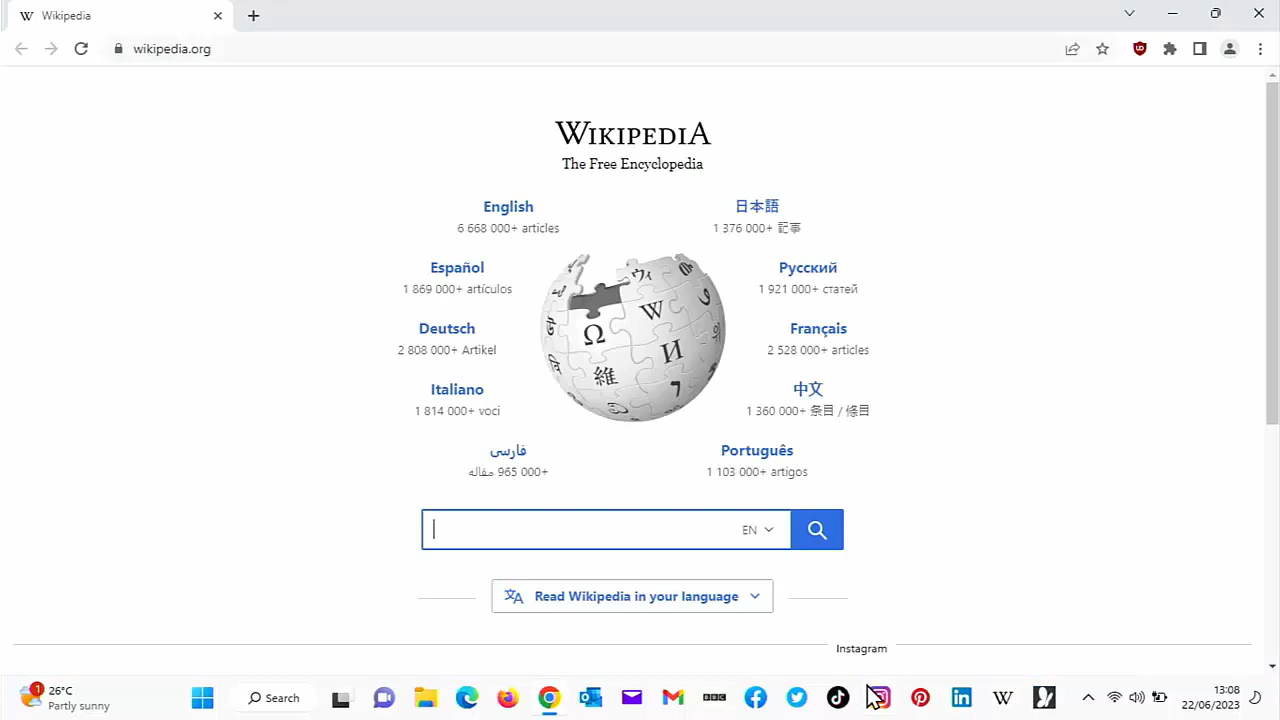 Wikipedia
wikipedia.org
WIKIPEDIA
The Free Encyclopedia
English
6 668 000+ articles
日本語
1 376 000+ 記事
Español
1 869 000+ artículos
Русский
1 921 000+ статей
Deutsch
2 808 000+ Artikel
Français
2 528 000+ articles
Italiano
1 814 000+ voci
中文
1 360 000+ 条目 / 條目
فارسی
965 000+ مقاله
Português
1 103 000+ artigos
EN
Read Wikipedia in your language
Instagram
1
26°C
Partly sunny
Search
BBC
13:08
22/06/2023